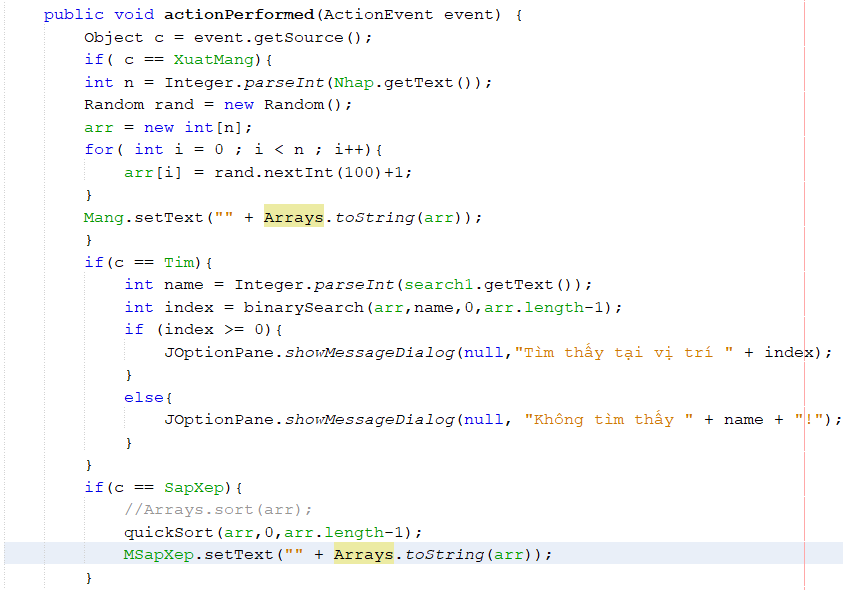 public void actionPerformed(ActionEvent event) {
Object c = event.getSource();
if( c == XuatMang){
int n = Integer.parseInt(Nhap.getText());
Random rand = new Random();
arr = new int[n];
for( int i = 0 ; i < n ; i++){
arr[i] = rand.nextInt(100)+1;
}
Mang.setText("" + Arrays.toString(arr));
}
if(c == Tim){
int name = Integer.parseInt(search1.getText());
int index = binarySearch(arr,name,0,arr.length-1);
if (index >= 0){
JOptionPane.showMessageDialog(null,"Tìm thấy tại vị trí " + index);
}
else{
JOptionPane.showMessageDialog(null, "Không tìm thấy " + name + "!");
}
}
if(c == SapXep){
//Arrays.sort(arr);
quickSort(arr,0,arr.length-1);
MSapXep.setText("" + Arrays.toString(arr));
}